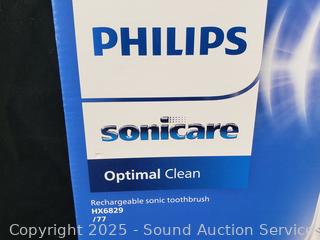 PHILIPS
sonicare
Optimal Clean
Rechargeable sonic toothbrush
HX6829
/77
Copyright 2025 - Sound Auction Services